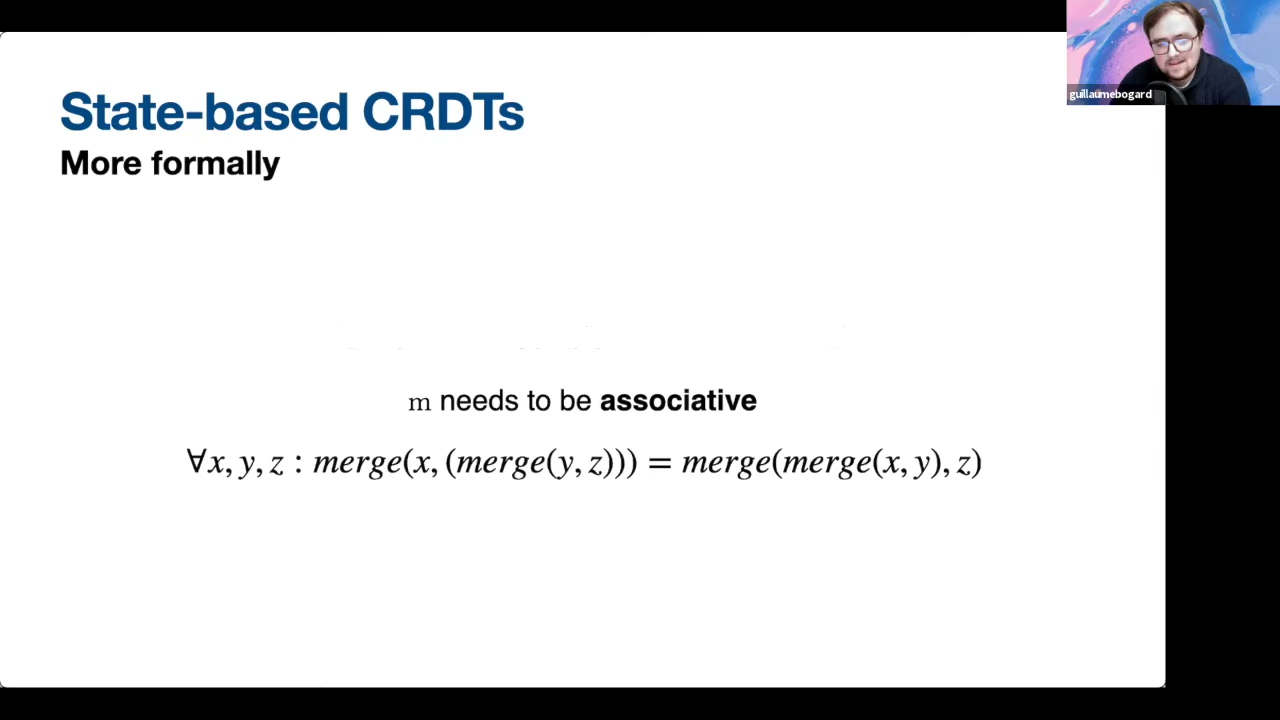 State-based CRDTs
More formally
guillaumebogard
m needs to be associative
∀x, y, z : merge(x, (merge(y, z))) = merge(merge(x, y), z)